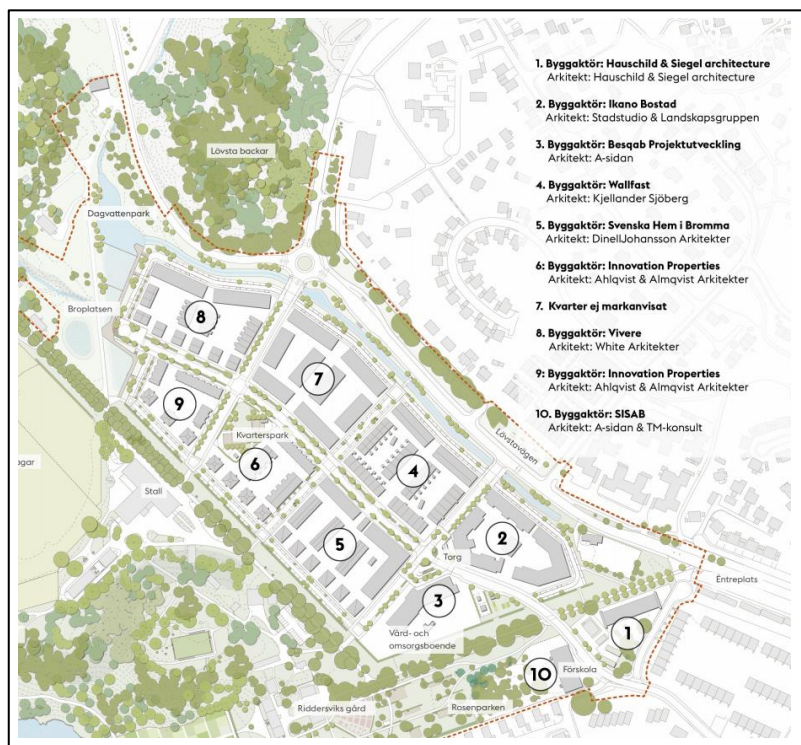 1. Byggaktör: Hauschild & Siegel architecture
Arkitekt: Hauschild & Siegel architecture
2. Byggaktör: Ikano Bostad
Arkitekt: Stadstudio & Landskapsgruppen
3. Byggaktör: Besqab Projektutveckling
Arkitekt: A-sidan
4. Byggaktör: Wallfast
Arkitekt: Kjellander Sjöberg
5. Byggaktör: Svenska Hem i Bromma
Arkitekt: DinellJohansson Arkitekter
6: Byggaktör: Innovation Properties
Arkitekt: Ahlqvist & Almqvist Arkitekter
7. Kvarter ej markanvisat
8. Byggaktör: Vivere
Arkitekt: White Arkitekter
9: Byggaktör: Innovation Properties
Arkitekt: Ahlqvist & Almqvist Arkitekter
10. Byggaktör: SISAB
Arkitekt: A-sidan & TM-konsult
Lövsta backar
Dagvattenpark
Broplatsen
8
7
9
Kvarterspark
6
4
Lövstavägen
agar
Stall
5
2
Torg
Entréplats
3
Vård- och
omsorgsboende
1
10
Förskola
Riddersviks gård
Rosenparken